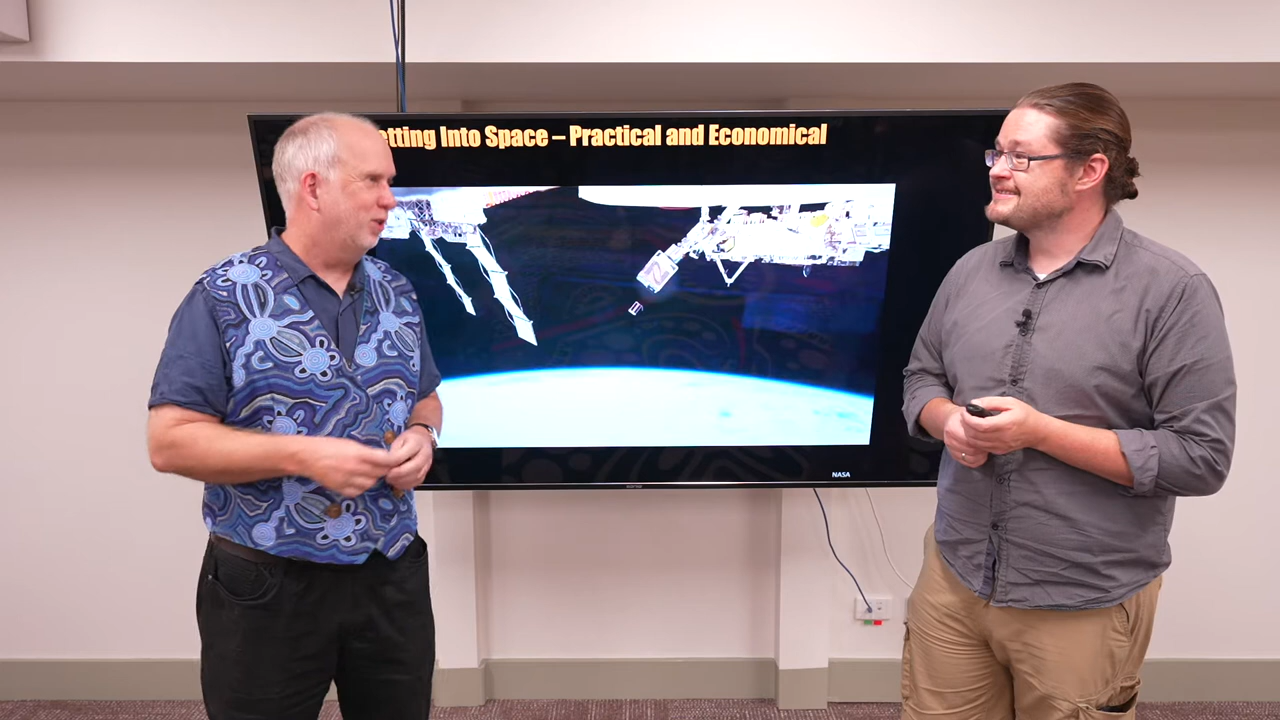 etting Into Space – Practical and Economical
NASA